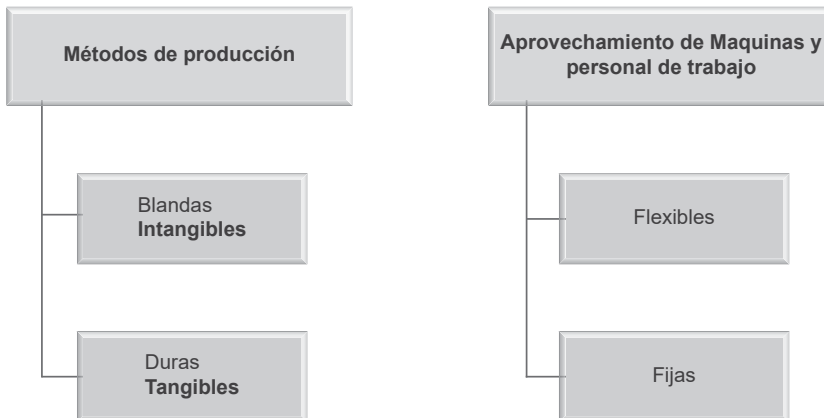 Métodos de producción
Blandas
Intangibles
Duras
Tangibles
Aprovechamiento de Maquinas y
personal de trabajo
Flexibles
Fijas